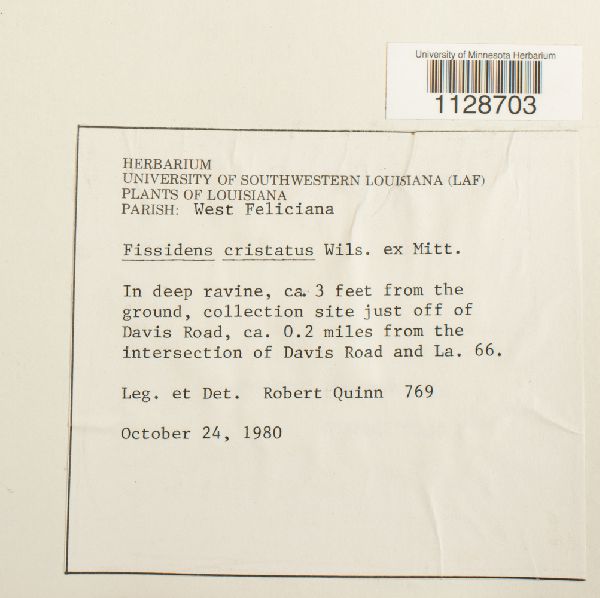 University of Minnesota Herbarium
1128703
HERBARIUM
UNIVERSITY OF SOUTHWESTERN LOUISIANA (LAF)
PLANTS OF LOUISIANA
PARISH: West Feliciana
Fissidens cristatus Wils. ex Mitt.
In deep ravine, ca. 3 feet from the
ground, collection site just off of
Davis Road, ca. 0.2 miles from the
intersection of Davis Road and La. 66.
Leg. et Det. Robert Quinn 769
October 24, 1980